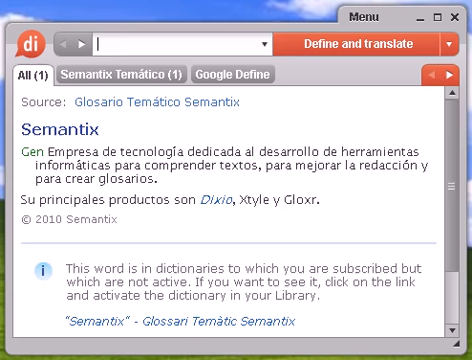 Menu
di
Define and translate
All (1)
Semantix Temático (1)
Google Define
Source: Glosario Temático Semantix
Semantix
Gen Empresa de tecnología dedicada al desarrollo de herramientas
informáticas para comprender textos, para mejorar la redacción y
para crear glosarios.
Su principales productos son Dixio, Xtyle y Gloxr.
© 2010 Semantix
i
This word is in dictionaries to which you are subscribed but
which are not active. If you want to see it, click on the link
and activate the dictionary in your Library.
"Semantix" - Glossari Temàtic Semantix